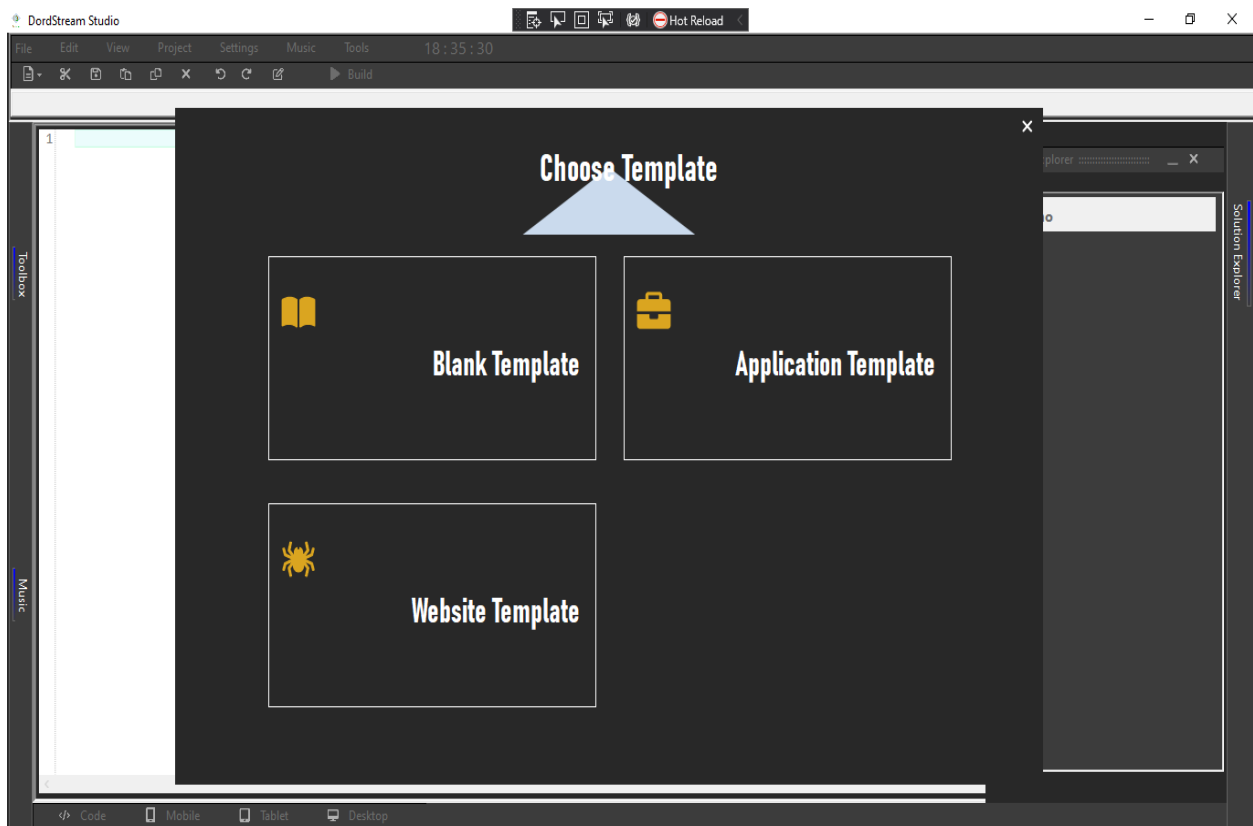 DordStream Studio
Hot Reload
File Edit View Project Settings Music Tools 18:35:30
Build
1
Choose Template
plorer
Toolbox
Solution Explorer
Blank Template
Application Template
Music
Website Template
Code Mobile Tablet Desktop